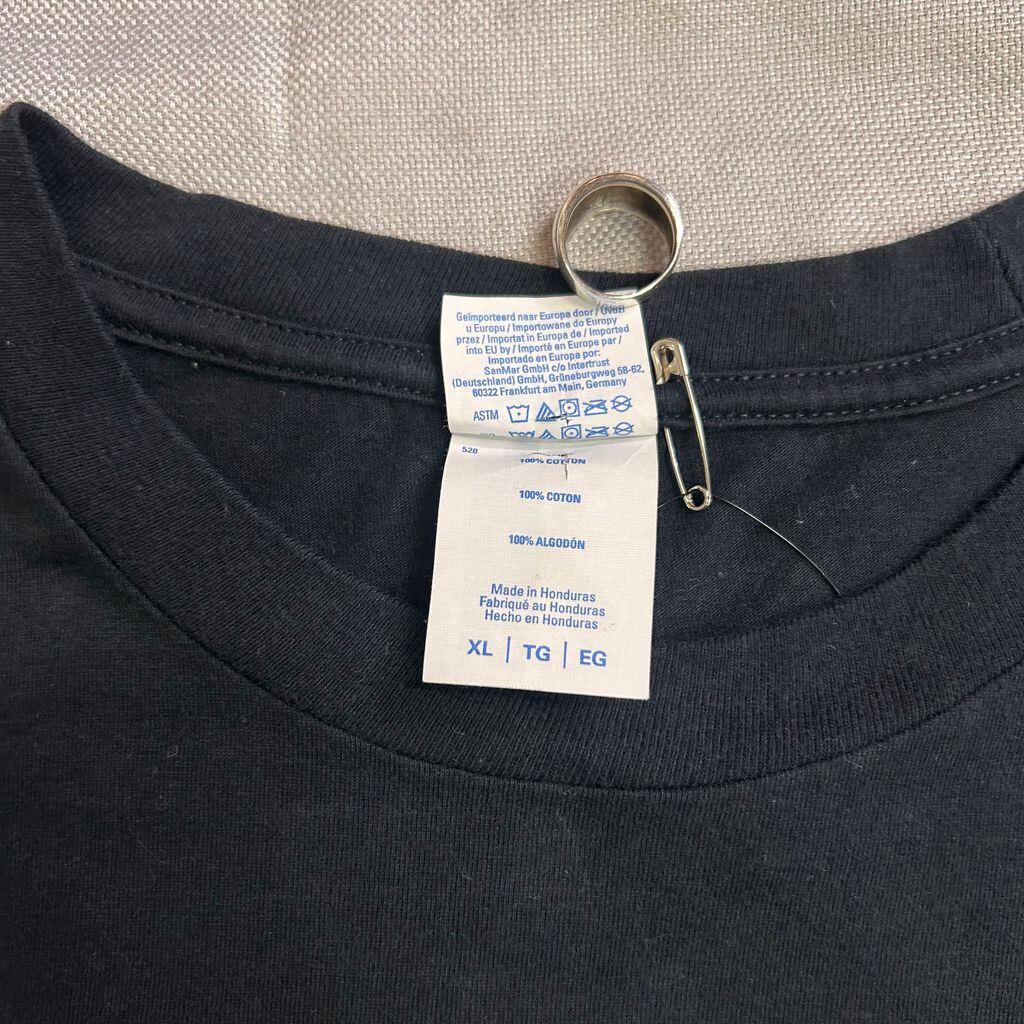 Geïmporteerd naar Europa door / Üven
u Europu / Importowane do Europy
przez / Importat in Europa de / Imported
into EU by / Importé en Europe par /
Importado en Europa por:
SanMar GmbH c/o Intertrust
(Deutschland) GmbH, Grüneburgweg 58-62,
60322 Frankfurt am Main, Germany
ASTM
528
100% COTTON
100% COTON
100% ALGODÓN
Made in Honduras
Fabriqué au Honduras
Hecho en Honduras
XL | TG | EG